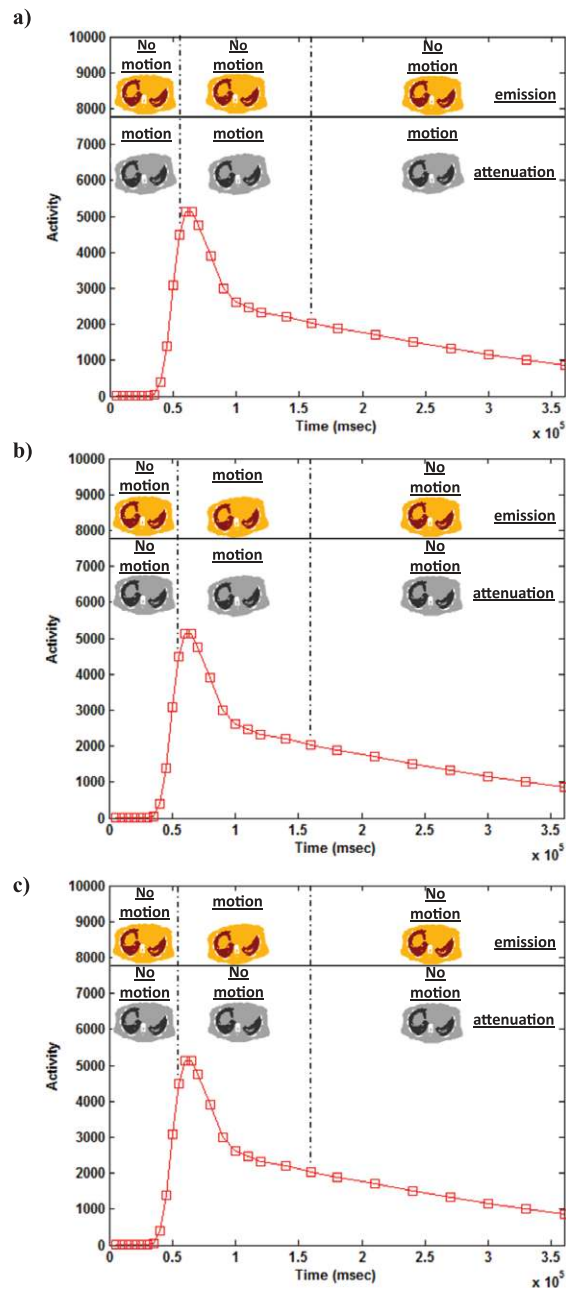 a)
10000
No No No
motion motion motion
9000
emission
8000
7000
motion motion motion
attenuation
6000
5000
Activity
4000
3000
2000
1000
0
0 0.5 1 1.5 2 2.5 3 3.5
Time (msec)
x 10^5
b)
10000
No motion No
motion motion
9000
emission
8000
No motion No
motion motion
7000
attenuation
6000
5000
Activity
4000
3000
2000
1000
0
0 0.5 1 1.5 2 2.5 3 3.5
Time (msec)
x 10^5
c)
10000
No motion No
motion motion
9000
emission
8000
No No No
motion motion motion
7000
attenuation
6000
5000
Activity
4000
3000
2000
1000
0
0 0.5 1 1.5 2 2.5 3 3.5
Time (msec)
x 10^5